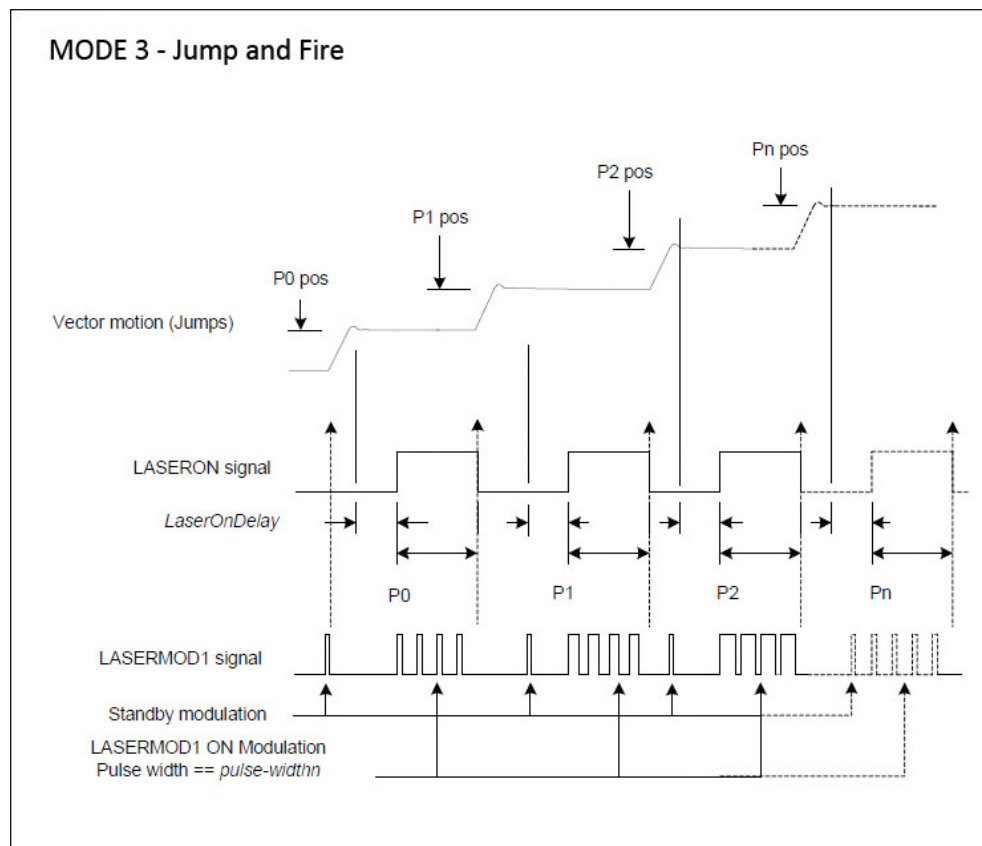 MODE 3 - Jump and Fire
Pn pos
P2 pos
P1 pos
P0 pos
Vector motion (Jumps)
LASERON signal
LaserOnDelay
P0
P1
P2
Pn
LASERMOD1 signal
Standby modulation
LASERMOD1 ON Modulation
Pulse width == pulse-widthn